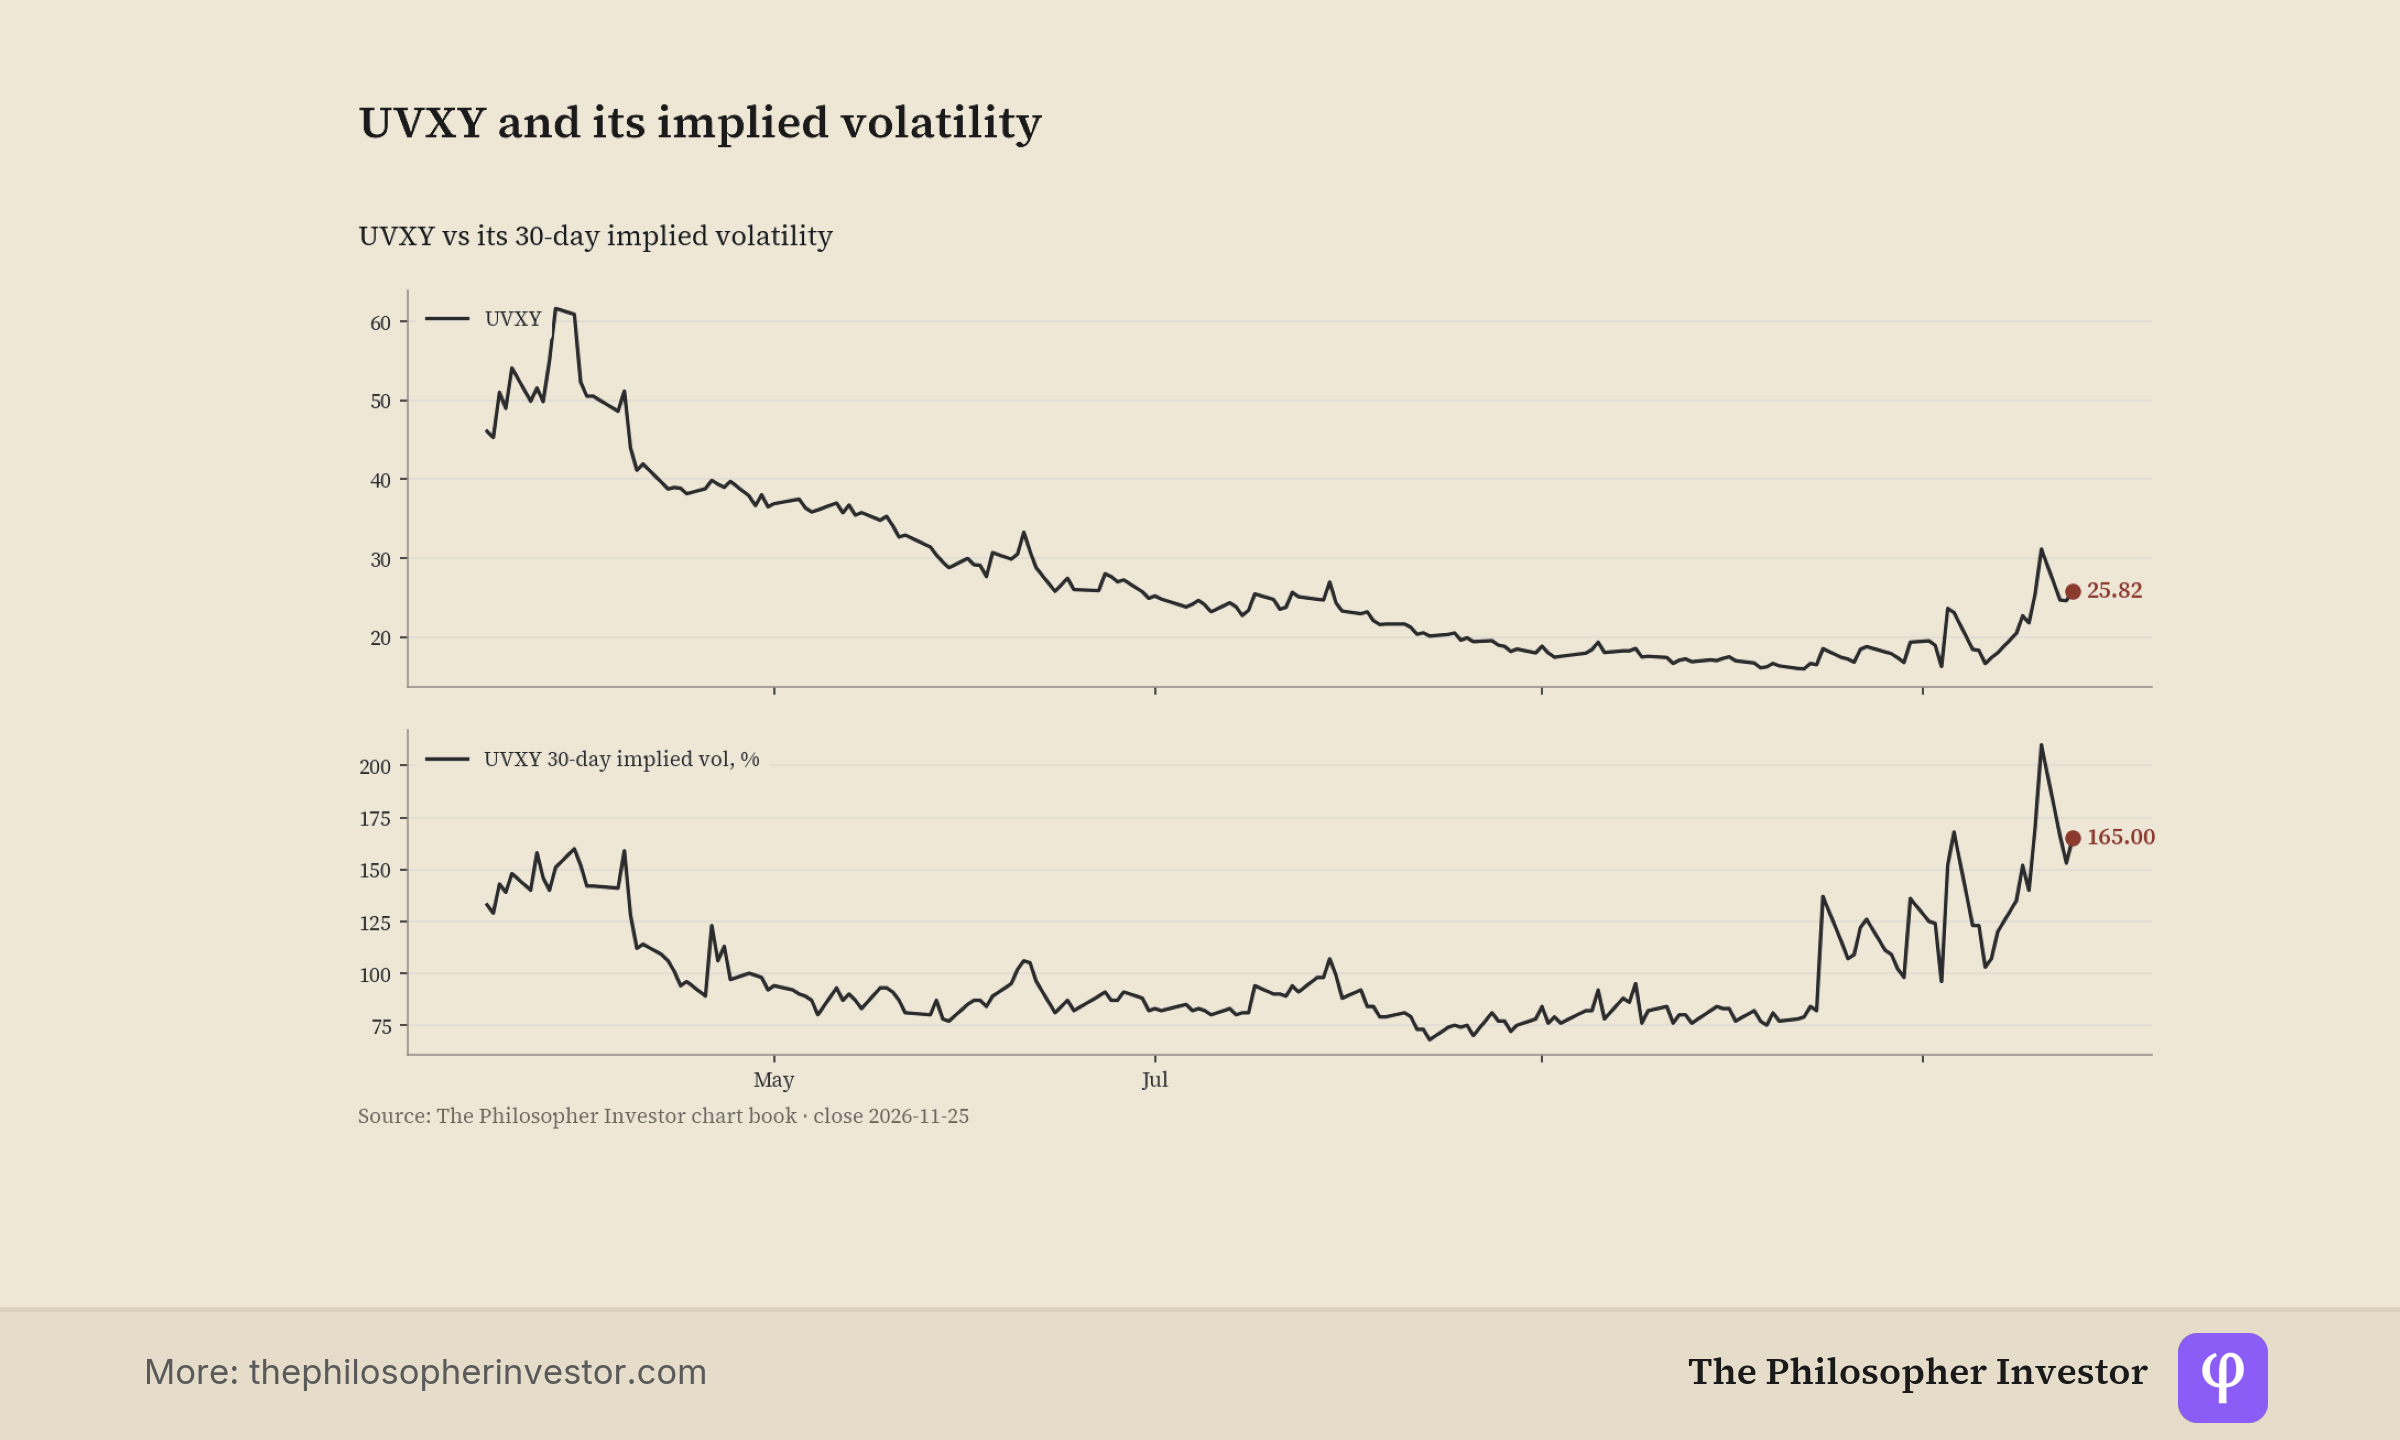 UVXY and its implied volatility
UVXY vs its 30-day implied volatility
UVXY
60
50
40
30
20
25.82
UVXY 30-day implied vol, %
200
175
150
125
100
75
165.00
May Jul
Source: The Philosopher Investor chart book · close 2026-11-25
More: thephilosopherinvestor.com
The Philosopher Investor φ